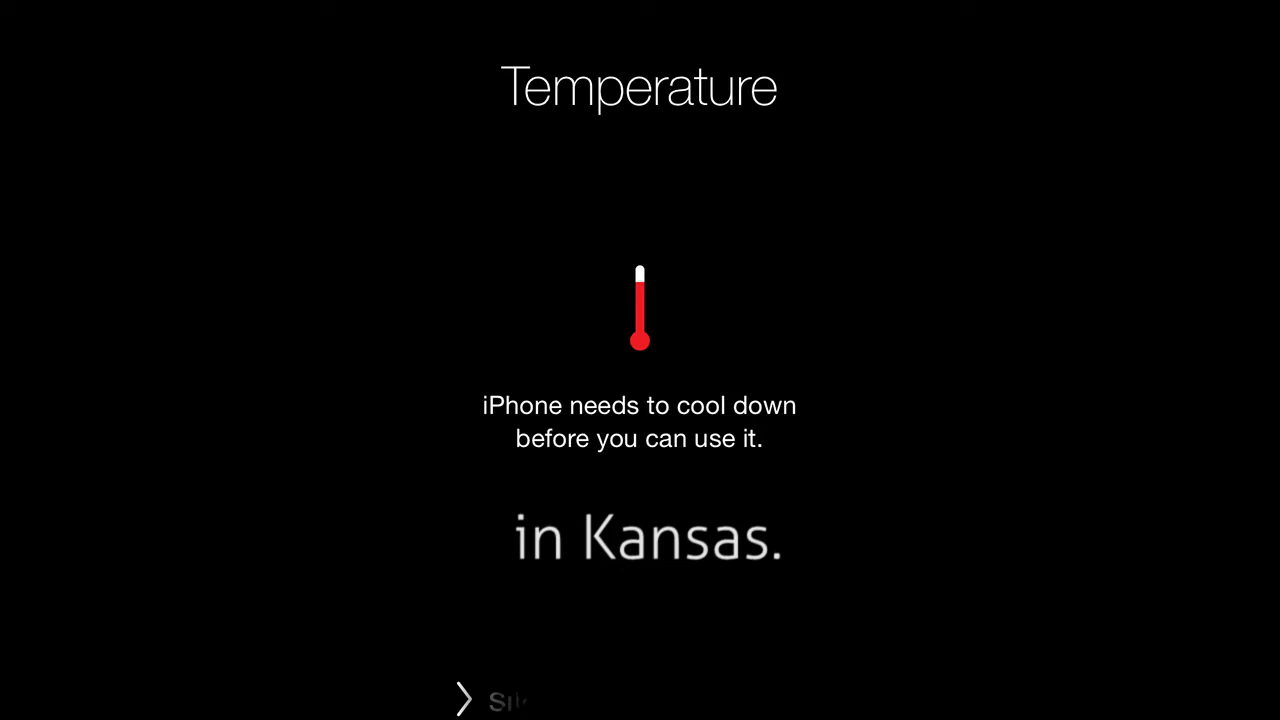 Temperature
iPhone needs to cool down
before you can use it.
in Kansas.